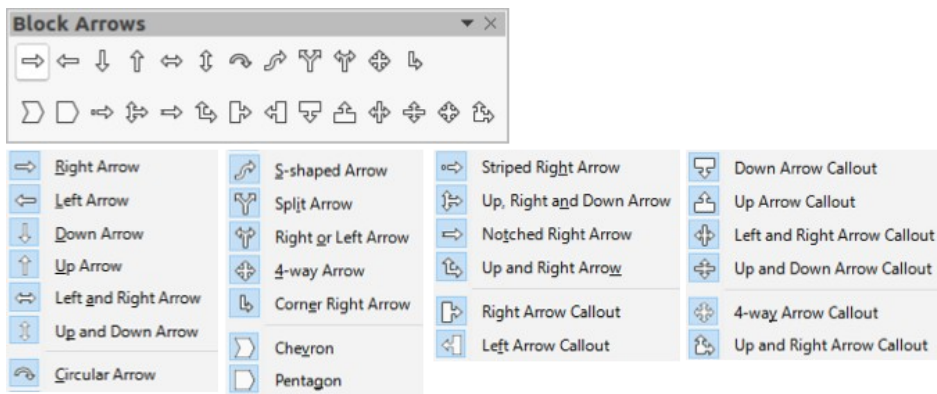 Block Arrows
Right Arrow
Left Arrow
Down Arrow
Up Arrow
Left and Right Arrow
Up and Down Arrow
Circular Arrow
S-shaped Arrow
Split Arrow
Right or Left Arrow
4-way Arrow
Corner Right Arrow
Chevron
Pentagon
Striped Right Arrow
Up, Right and Down Arrow
Notched Right Arrow
Up and Right Arrow
Right Arrow Callout
Left Arrow Callout
Down Arrow Callout
Up Arrow Callout
Left and Right Arrow Callout
Up and Down Arrow Callout
4-way Arrow Callout
Up and Right Arrow Callout